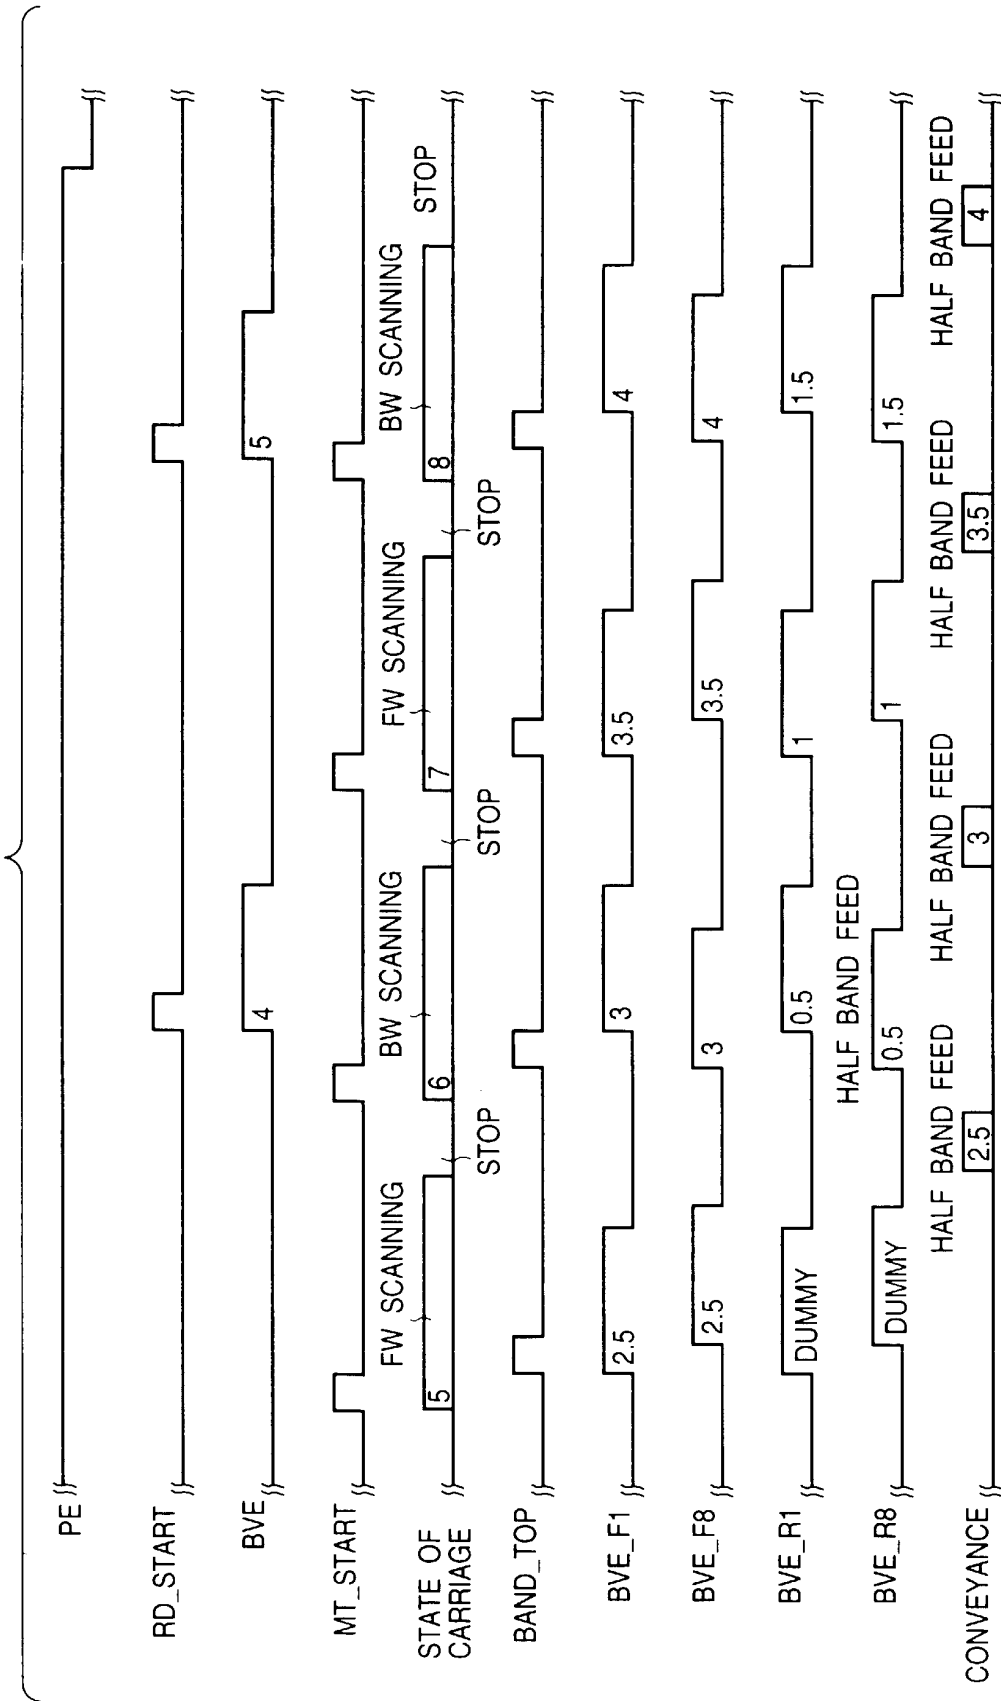 PE
RD_START
BVE
4
5
MT_START
STATE OF
CARRIAGE
5
FW SCANNING
STOP
6
BW SCANNING
STOP
7
FW SCANNING
STOP
8
BW SCANNING
STOP
BAND_TOP
BVE_F1
2.5
3
3.5
4
4
BVE_F8
2.5
3
3.5
4
BVE_R1
DUMMY
0.5
1
1.5
HALF BAND FEED
BVE_R8
DUMMY
0.5
1
1.5
HALF BAND FEED
HALF BAND FEED
HALF BAND FEED
HALF BAND FEED
CONVEYANCE
2.5
3
3.5
4